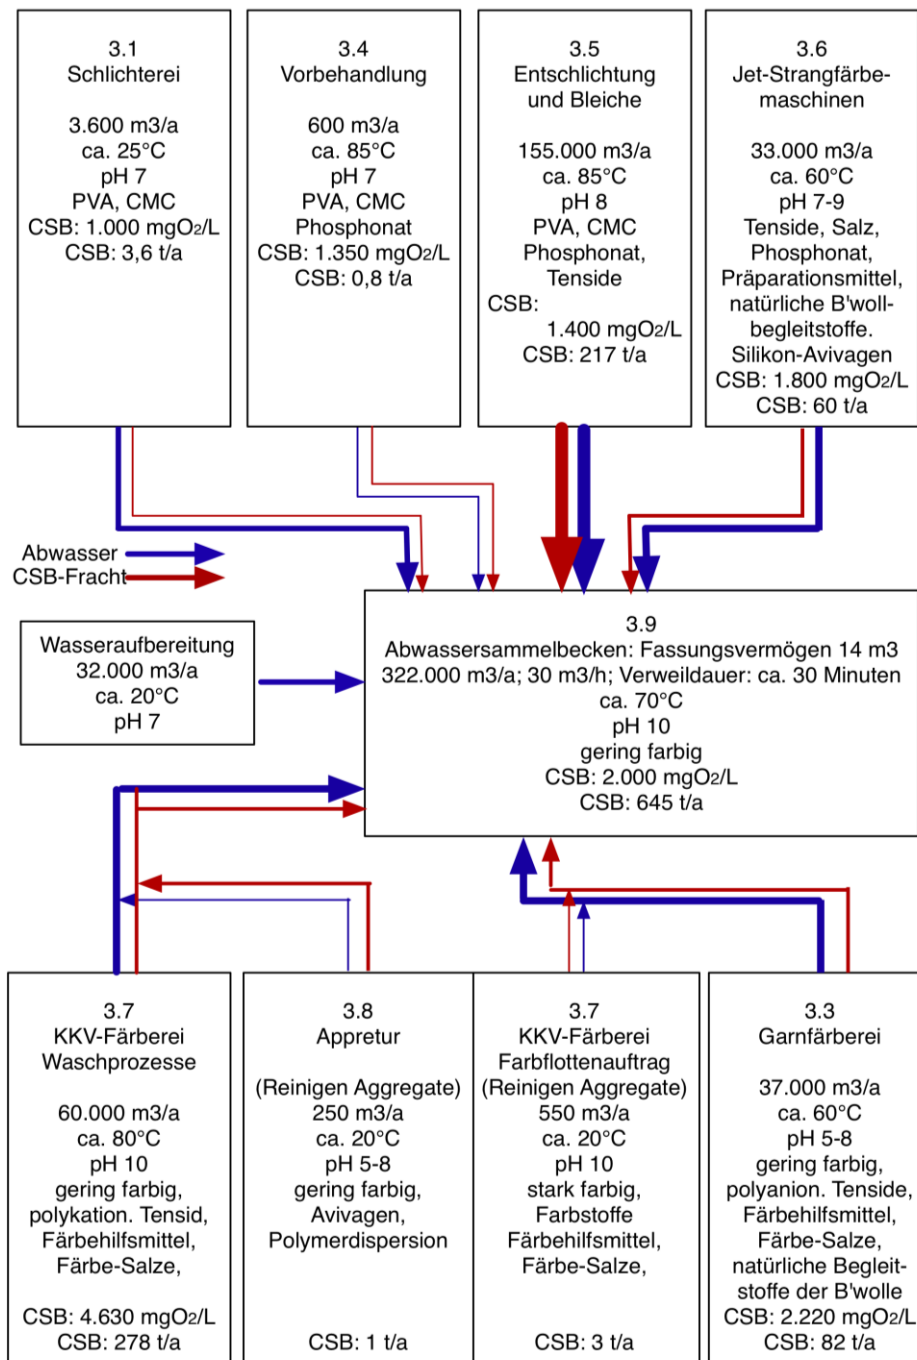 3.1
Schlichterei
3.600 m3/a
ca. 25°C
pH 7
PVA, CMC
CSB: 1.000 mgO2/L
CSB: 3,6 t/a
3.4
Vorbehandlung
600 m3/a
ca. 85°C
pH 7
PVA, CMC
Phosphonat
CSB: 1.350 mgO2/L
CSB: 0,8 t/a
3.5
Entschlichtung
und Bleiche
155.000 m3/a
ca. 85°C
pH 8
PVA, CMC
Phosphonat,
Tenside
CSB:
1.400 mgO2/L
CSB: 217 t/a
3.6
Jet-Strangfärbe-
maschinen
33.000 m3/a
ca. 60°C
pH 7-9
Tenside, Salz,
Phosphonat,
Präparationsmittel,
natürliche B'woll-
begleitstoffe.
Silikon-Avivagen
CSB: 1.800 mgO2/L
CSB: 60 t/a
Abwasser
CSB-Fracht
Wasseraufbereitung
32.000 m3/a
ca. 20°C
pH 7
3.9
Abwassersammelbecken: Fassungsvermögen 14 m3
322.000 m3/a; 30 m3/h; Verweildauer: ca. 30 Minuten
ca. 70°C
pH 10
gering farbig
CSB: 2.000 mgO2/L
CSB: 645 t/a
3.7
KKV-Färberei
Waschprozesse
60.000 m3/a
ca. 80°C
pH 10
gering farbig,
polykation. Tensid,
Färbehilfsmittel,
Färbe-Salze,
CSB: 4.630 mgO2/L
CSB: 278 t/a
3.8
Appretur
(Reinigen Aggregate)
250 m3/a
ca. 20°C
pH 5-8
gering farbig,
Avivagen,
Polymerdispersion
CSB: 1 t/a
3.7
KKV-Färberei
Farbflottenauftrag
(Reinigen Aggregate)
550 m3/a
ca. 20°C
pH 10
stark farbig,
Farbstoffe
Färbehilfsmittel,
Färbe-Salze,
CSB: 3 t/a
3.3
Garnfärberei
37.000 m3/a
ca. 60°C
pH 5-8
gering farbig,
polyanion. Tenside,
Färbehilfsmittel,
Färbe-Salze,
natürliche Begleit-
stoffe der B'wolle
CSB: 2.220 mgO2/L
CSB: 82 t/a